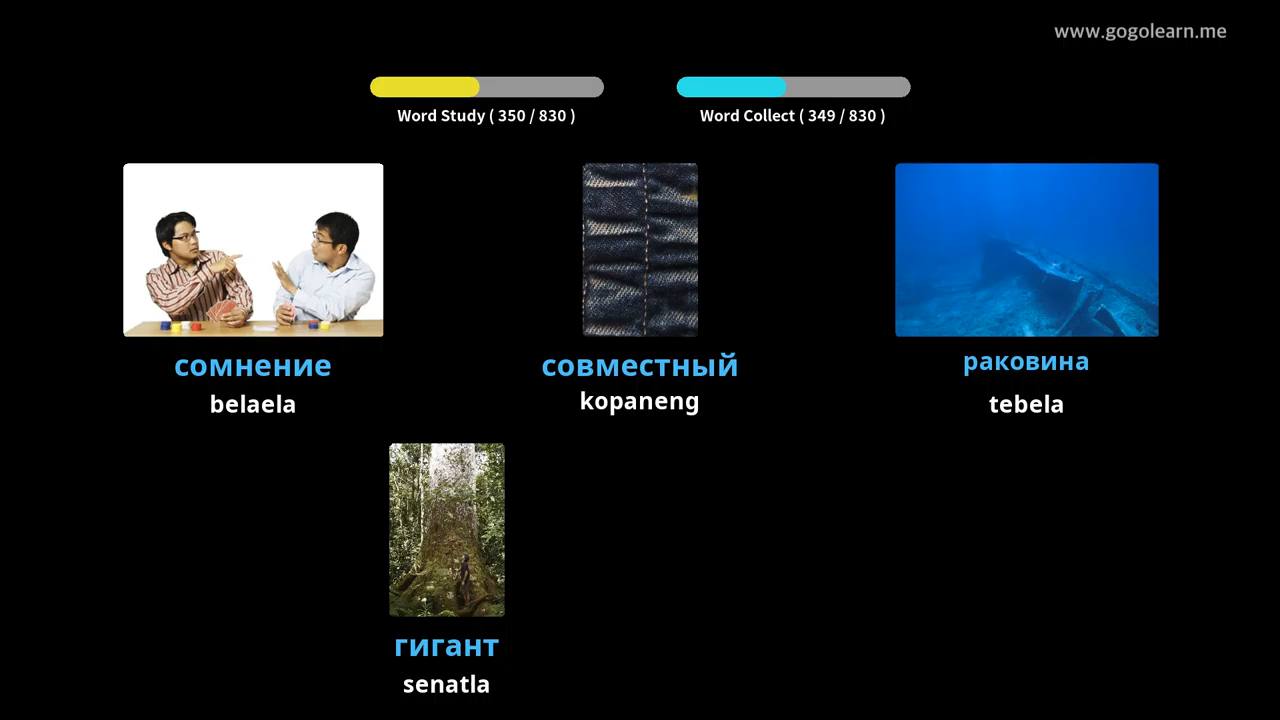 www.gogolearn.me
Word Study ( 350 / 830 )
Word Collect ( 349 / 830 )
сомнение
belaela
совместный
kopaneng
раковина
tebela
гигант
senatla